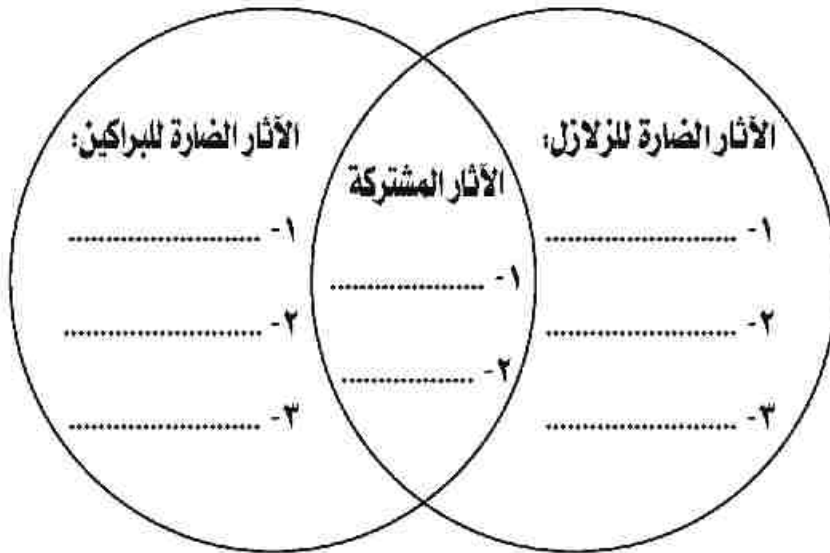 الآثار الضارة للزلازل:
١- ..........................
٢- ..........................
٣- ..........................
الآثار المشتركة
١- .....................
٢- ..................
الآثار الضارة للبراكين:
١- ..........................
٢- ..........................
٣- ..........................